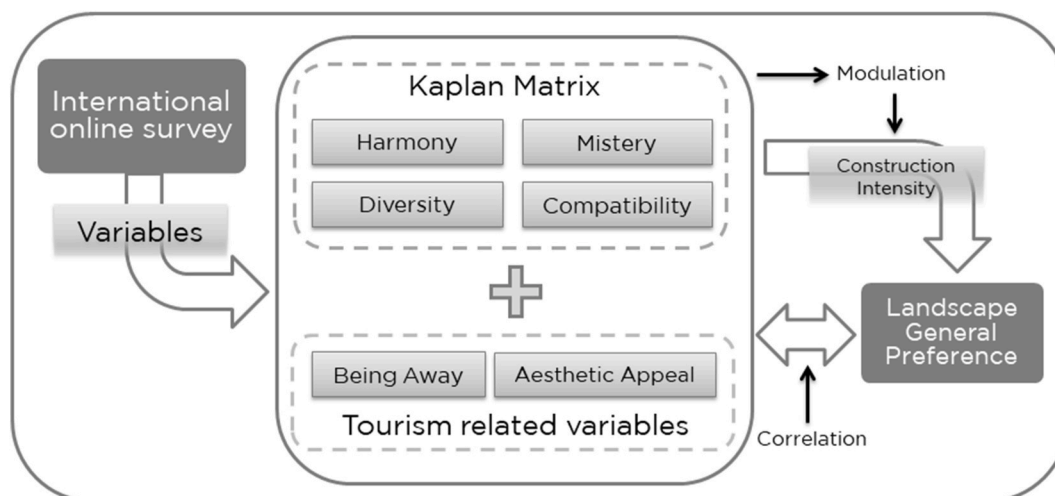 International
online survey
Variables
Kaplan Matrix
Harmony
Mistery
Diversity
Compatibility
Being Away
Aesthetic Appeal
Tourism related variables
Modulation
Construction
Intensity
Landscape
General
Preference
Correlation